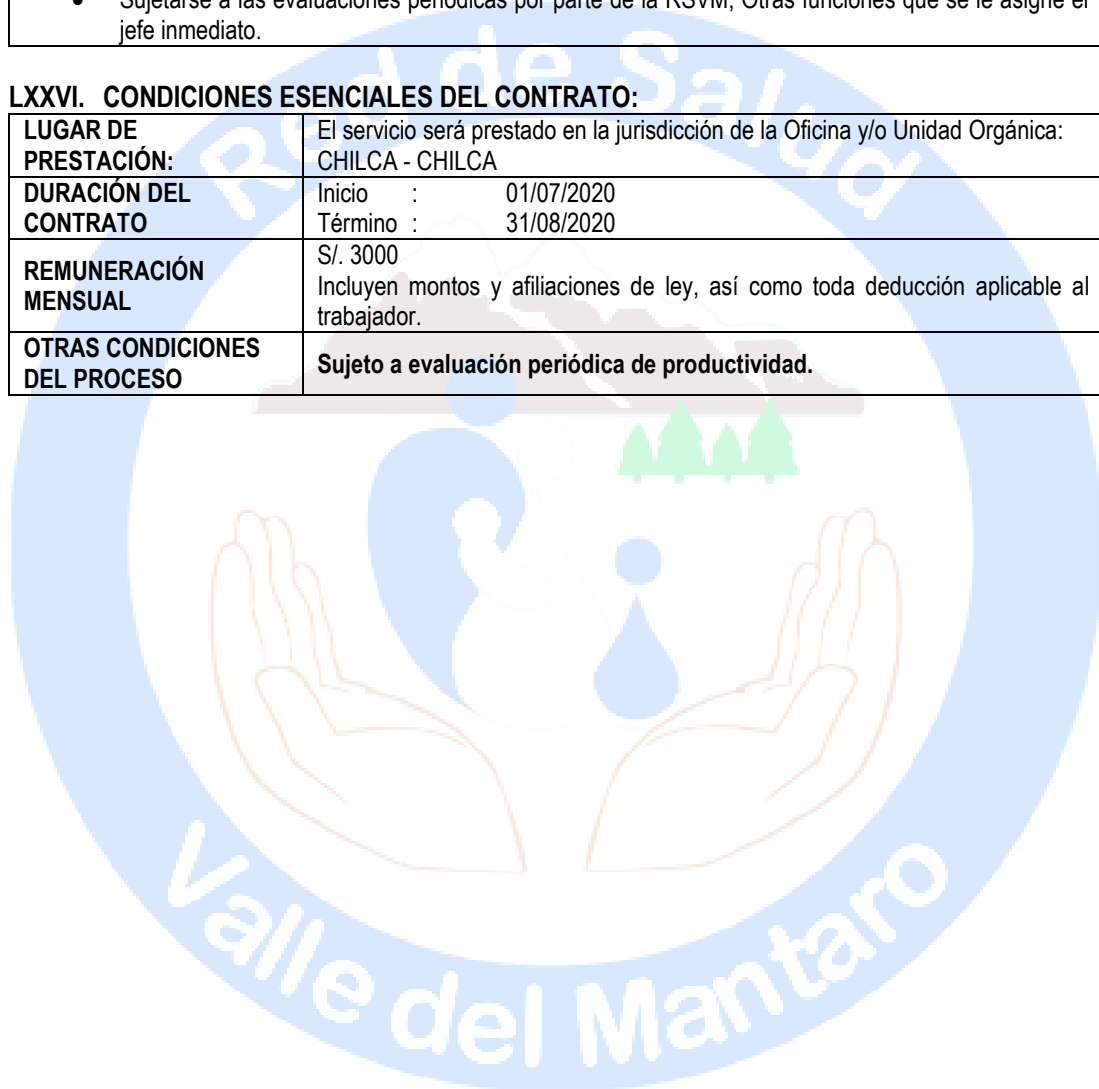 ● Sujetarse a las evaluaciones periódicas por parte de la RSVM, Otras funciones que se le asigne el
jefe inmediato.
LXXVI. CONDICIONES ESENCIALES DEL CONTRATO:
LUGAR DE
PRESTACIÓN:
El servicio será prestado en la jurisdicción de la Oficina y/o Unidad Orgánica:
CHILCA - CHILCA
DURACIÓN DEL
CONTRATO
Inicio : 01/07/2020
Término : 31/08/2020
REMUNERACIÓN
MENSUAL
S/. 3000
Incluyen montos y afiliaciones de ley, así como toda deducción aplicable al
trabajador.
OTRAS CONDICIONES
DEL PROCESO
Sujeto a evaluación periódica de productividad.
Red de Salud
Valle del Mantaro